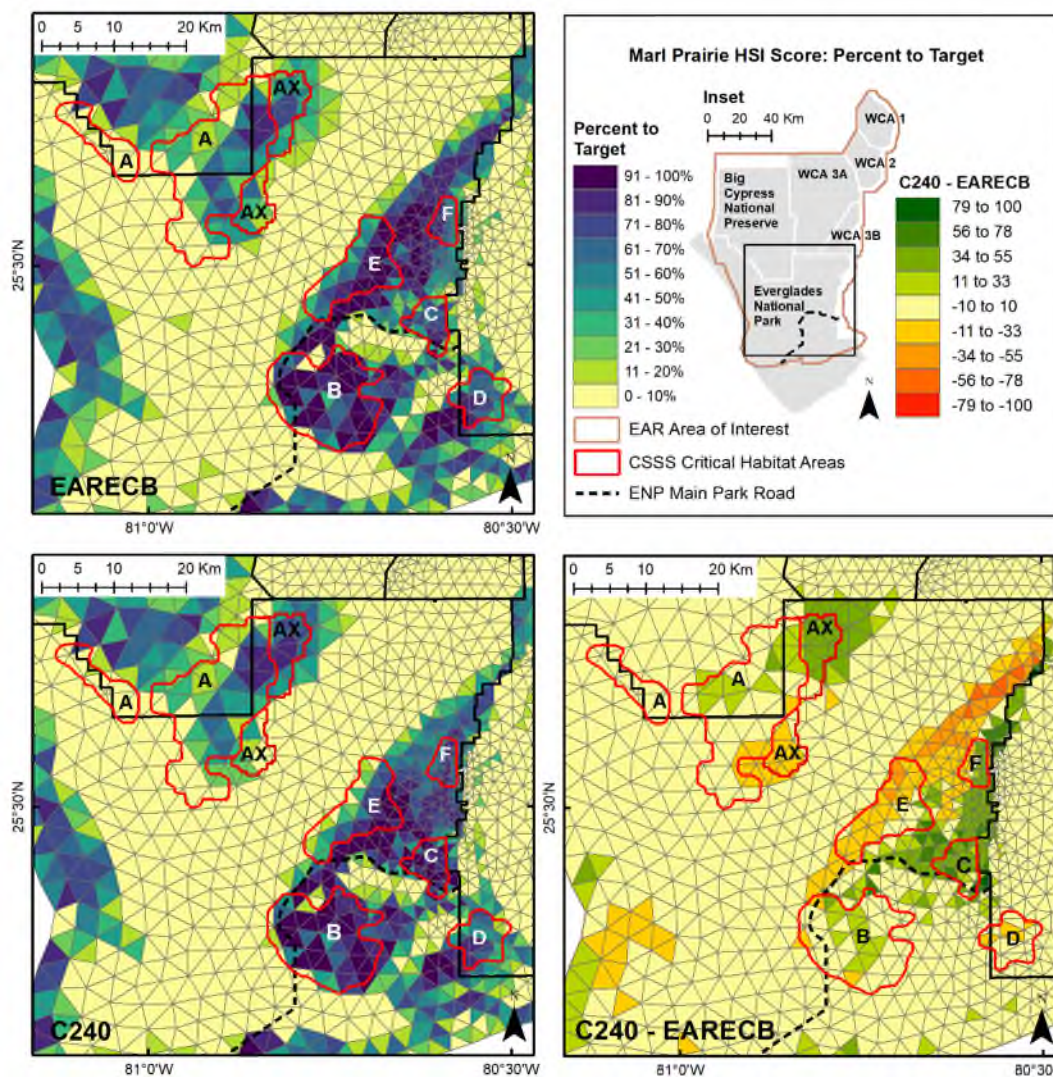 0 5 10 20 Km
AX
A
A
AX
F
E
C
B
D
N
EARECB
25°30'N
81°0'W
80°30'W
Marl Prairie HSI Score: Percent to Target
Inset
0 20 40 Km
Percent to
Target
91 - 100%
81 - 90%
71 - 80%
61 - 70%
51 - 60%
41 - 50%
31 - 40%
21 - 30%
11 - 20%
0 - 10%
WCA 1
WCA 2
WCA 3A
WCA 3B
Big
Cypress
National
Preserve
Everglades
National
Park
N
C240 - EARECB
79 to 100
56 to 78
34 to 55
11 to 33
-10 to 10
-11 to -33
-34 to -55
-56 to -78
-79 to -100
EAR Area of Interest
CSSS Critical Habitat Areas
ENP Main Park Road
0 5 10 20 Km
AX
A
A
AX
F
E
C
B
D
N
C240
25°30'N
81°0'W
80°30'W
0 5 10 20 Km
AX
A
A
AX
F
E
C
B
D
N
C240 - EARECB
25°30'N
81°0'W
80°30'W